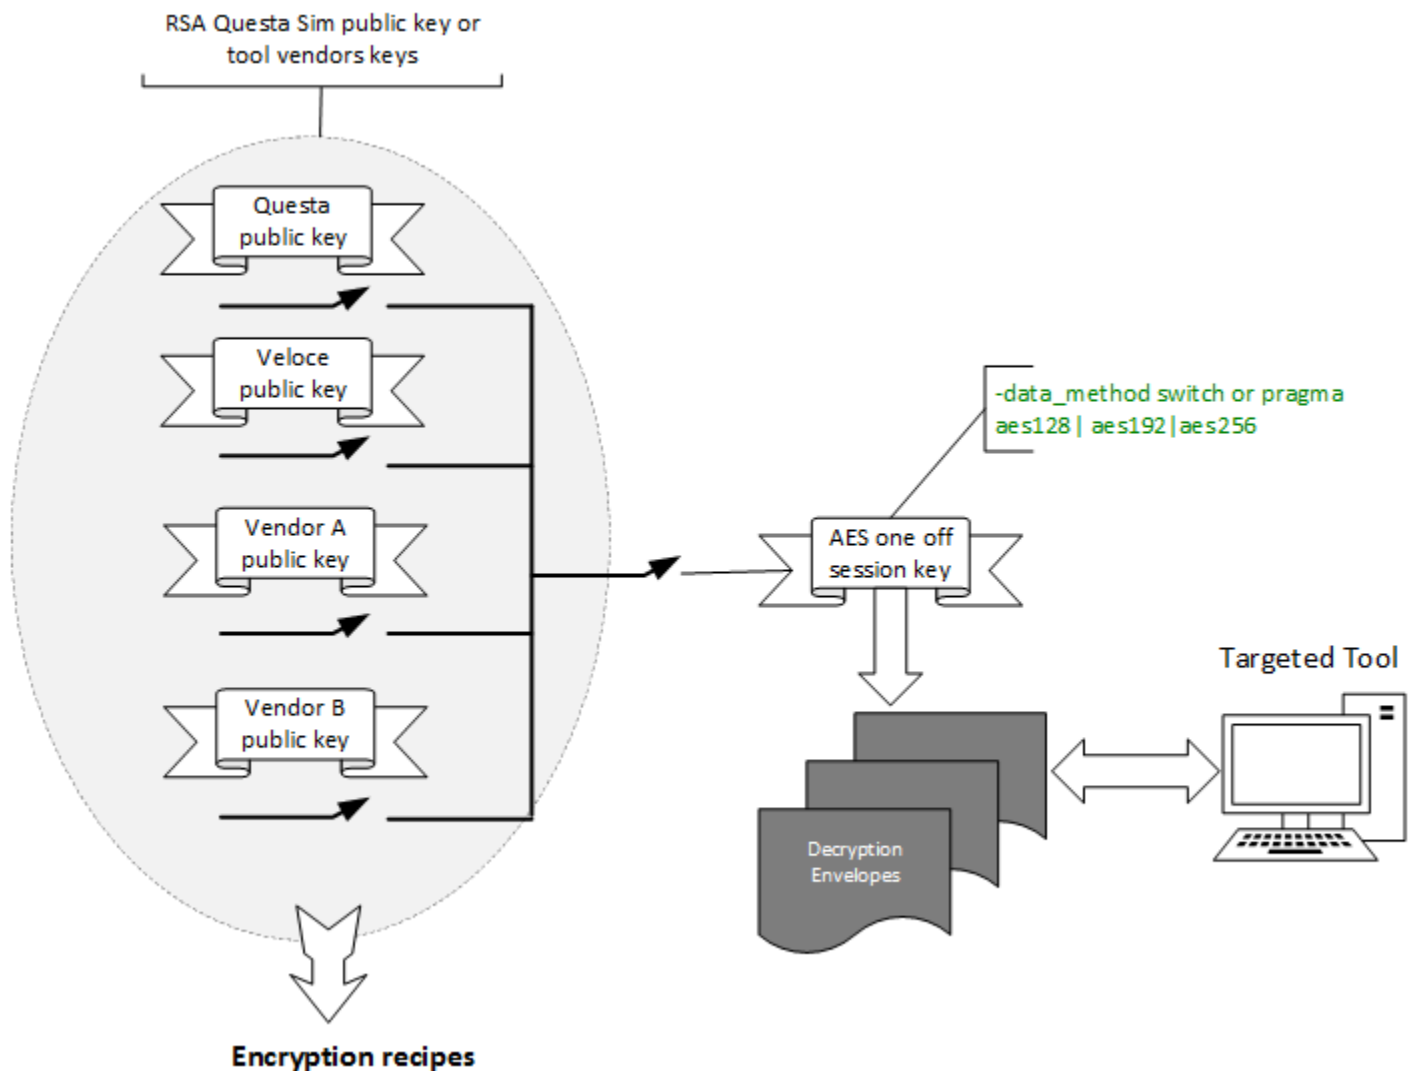 RSA Questa Sim public key or
tool vendors keys
Questa
public key
Veloce
public key
Vendor A
public key
Vendor B
public key
Encryption recipes
-data_method switch or pragma
aes128| aes192|aes256
AES one off
session key
Decryption
Envelopes
Targeted Tool